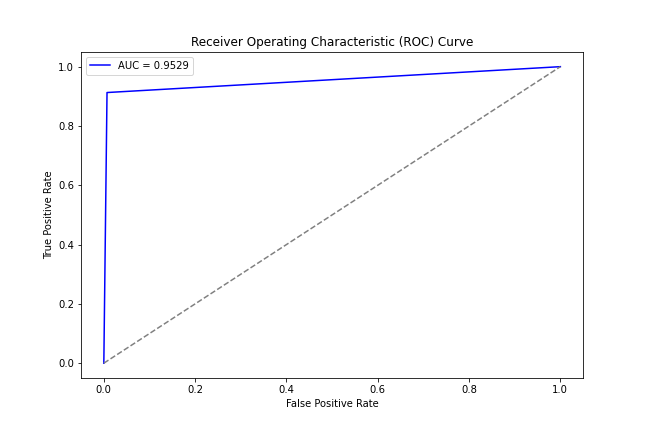 Receiver Operating Characteristic (ROC) Curve
AUC = 0.9529
1.0
0.8
0.6
0.4
0.2
0.0
True Positive Rate
0.0 0.2 0.4 0.6 0.8 1.0
False Positive Rate